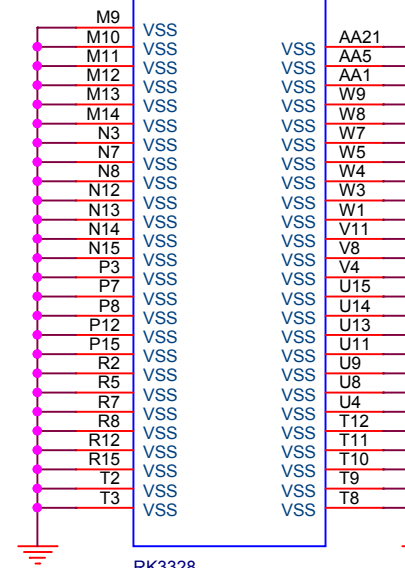 M9 VSS
M10 VSS VSS AA21
M11 VSS VSS AA5
M12 VSS VSS AA1
M13 VSS VSS W9
M14 VSS VSS W8
N3 VSS VSS W7
N7 VSS VSS W5
N8 VSS VSS W4
N12 VSS VSS W3
N13 VSS VSS W1
N14 VSS VSS V11
N15 VSS VSS V8
P3 VSS VSS V4
P7 VSS VSS U15
P8 VSS VSS U14
P12 VSS VSS U13
P15 VSS VSS U11
R2 VSS VSS U9
R5 VSS VSS U8
R7 VSS VSS U4
R8 VSS VSS T12
R12 VSS VSS T11
R15 VSS VSS T10
T2 VSS VSS T9
T3 VSS VSS T8
RK3328